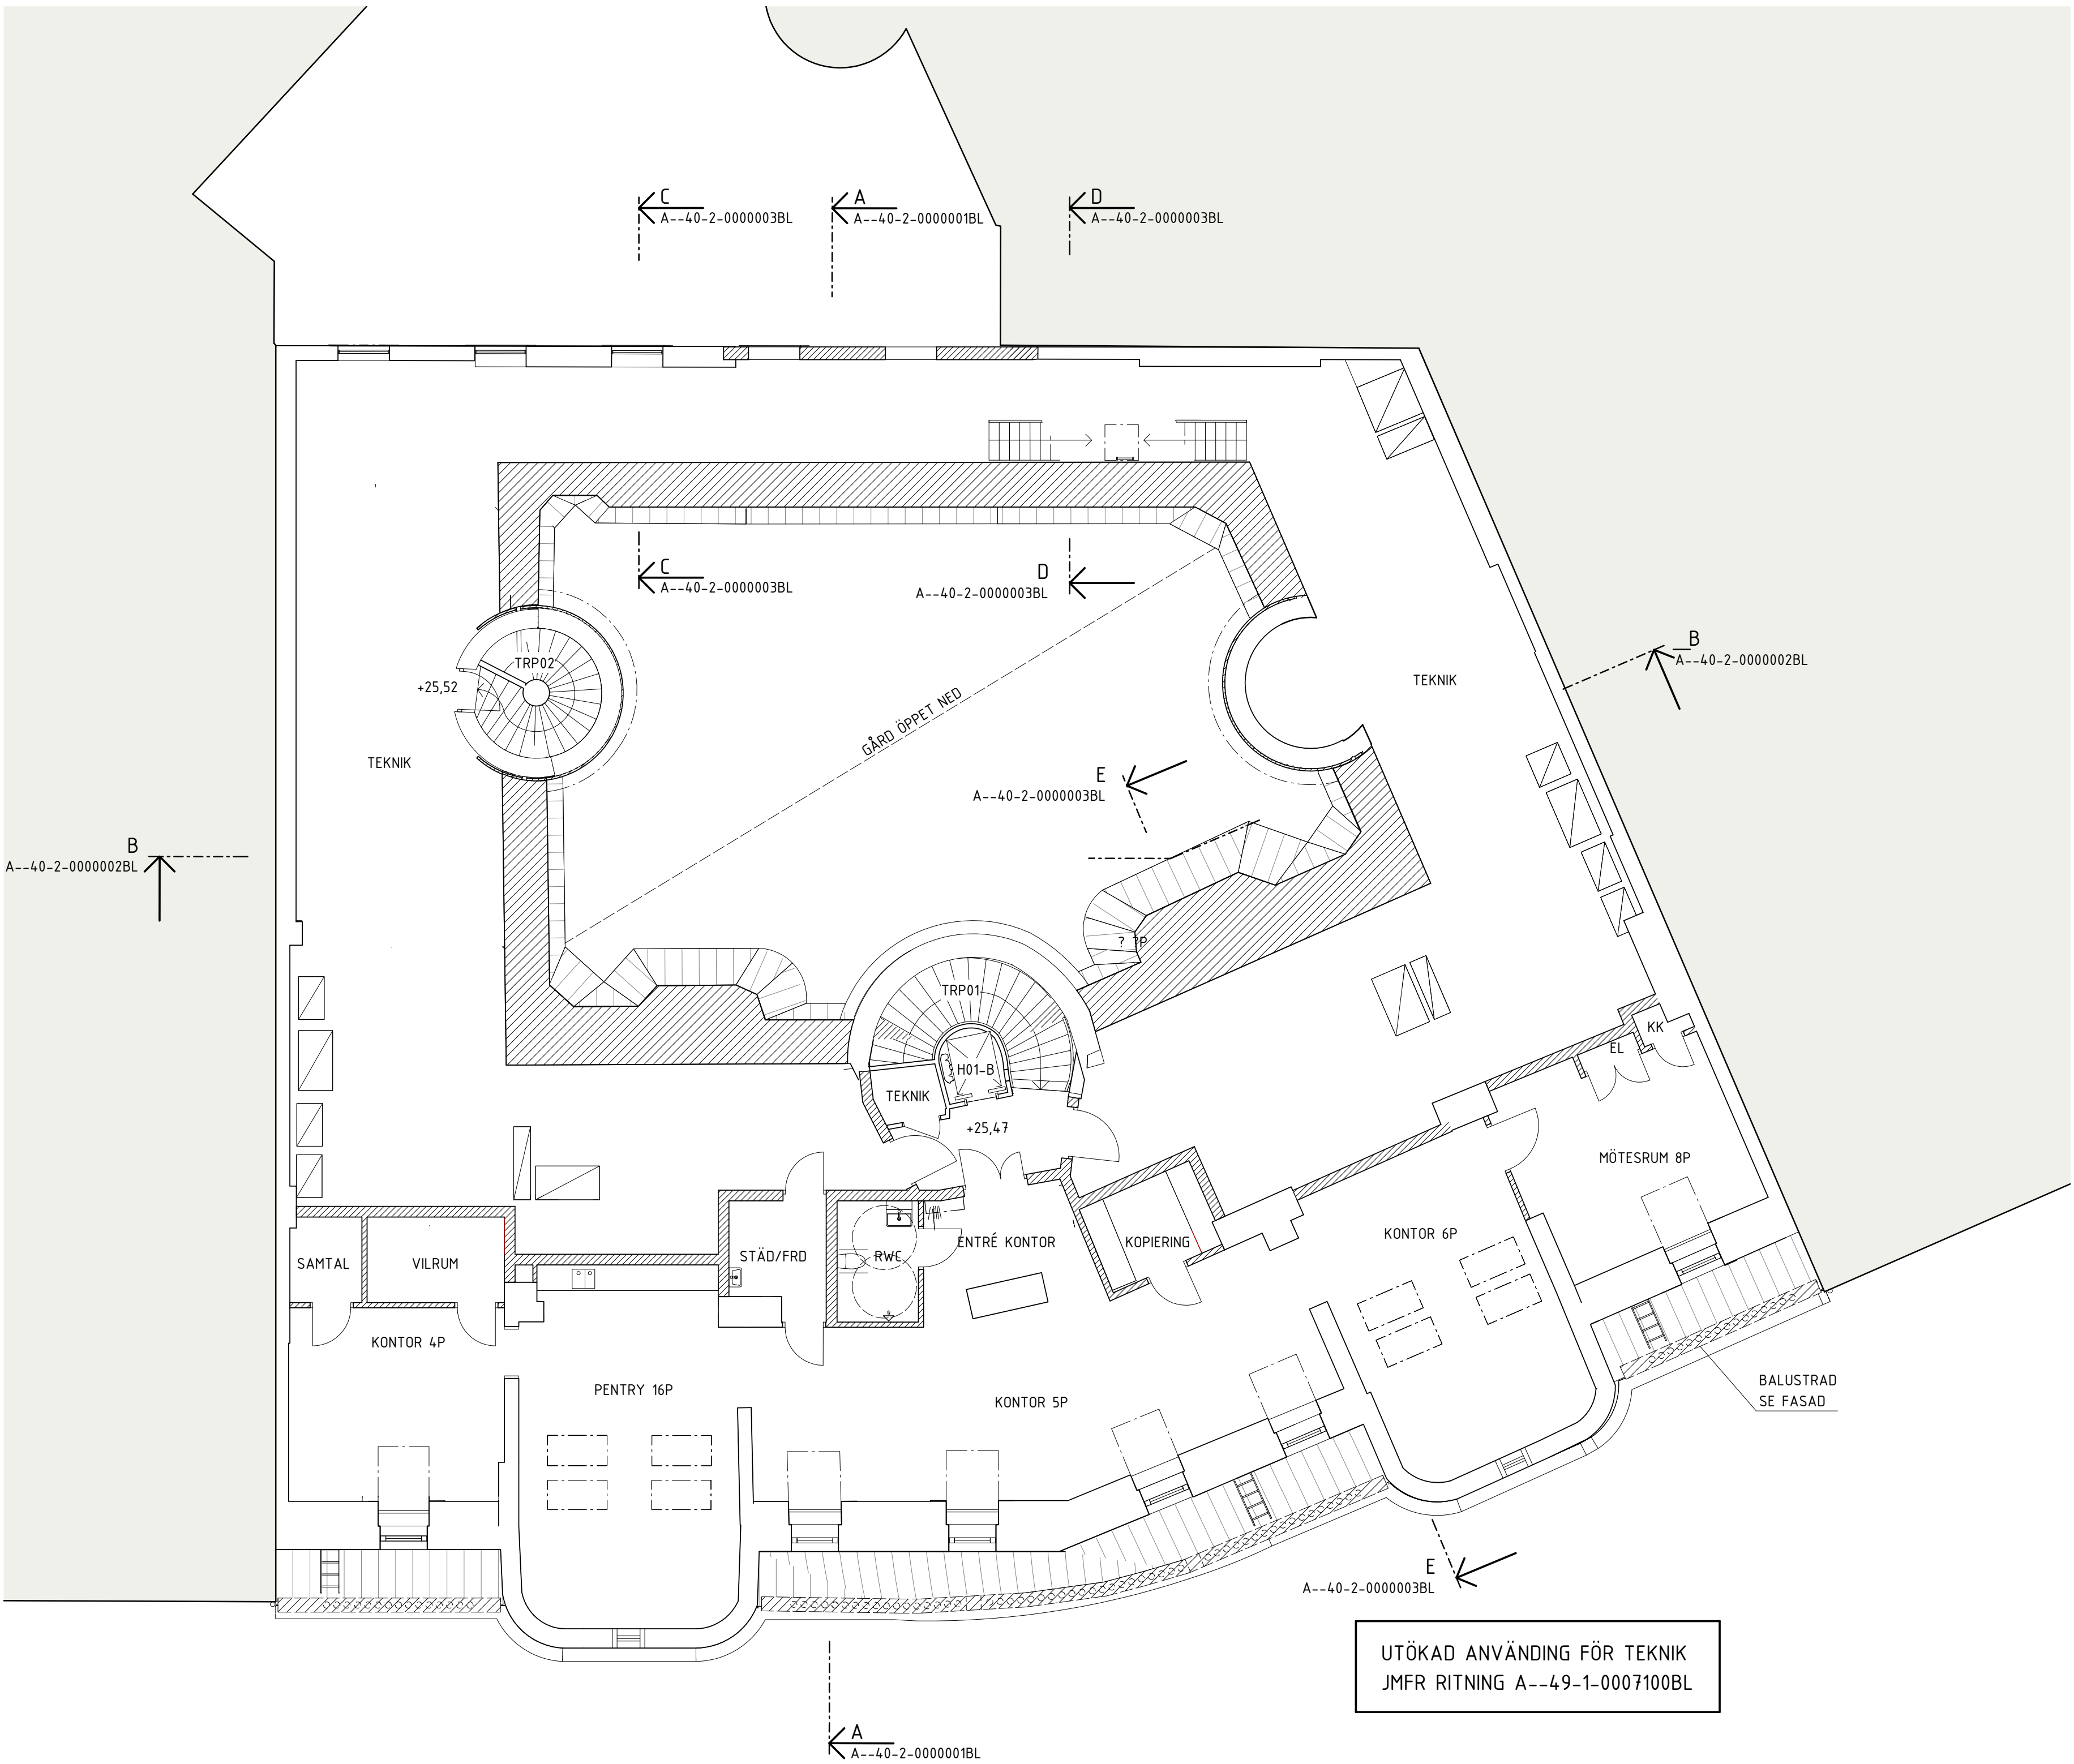 C
A--40-2-0000003BL
A
A--40-2-0000001BL
D
A--40-2-0000003BL
C
A--40-2-0000003BL
D
A--40-2-0000003BL
B
A--40-2-0000002BL
TRP02
+25,52
TEKNIK
GÅRD ÖPPET NED
TEKNIK
E
A--40-2-0000003BL
B
A--40-2-0000002BL
? ?P
TRP01
H01-B
TEKNIK
+25,47
KK
EL
MÖTESRUM 8P
KONTOR 6P
SAMTAL
VILRUM
STÄD/FRD
RWC
ENTRÉ KONTOR
KOPIERING
KONTOR 4P
PENTRY 16P
KONTOR 5P
BALUSTRAD
SE FASAD
E
A--40-2-0000003BL
UTÖKAD ANVÄNDING FÖR TEKNIK
JMFR RITNING A--49-1-0007100BL
A
A--40-2-0000001BL